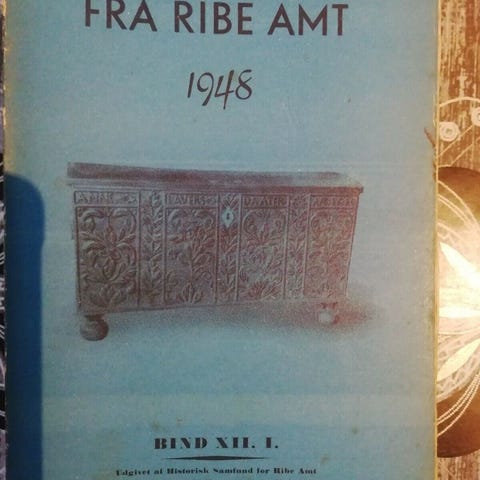 FRA RIBE AMT
1948
BIND XII. I.
Udgivet af Historisk Samfund for Ribe Amt